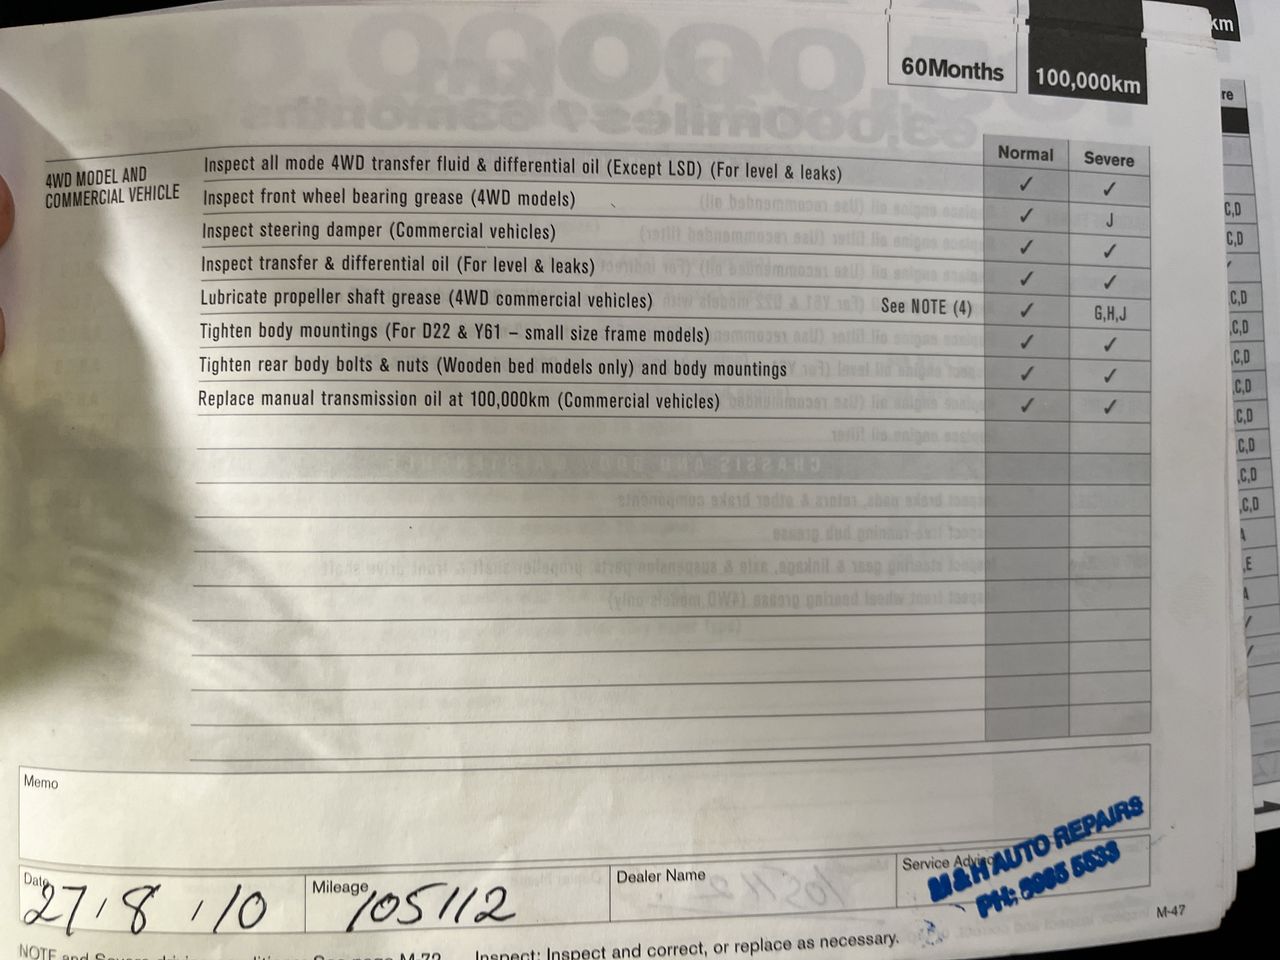 60Months
100,000km
km
Normal
Severe
re
4WD MODEL AND
COMMERCIAL VEHICLE
Inspect all mode 4WD transfer fluid & differential oil (Except LSD) (For level & leaks) ✓ ✓
Inspect front wheel bearing grease (4WD models) ✓ J
Inspect steering damper (Commercial vehicles) ✓ ✓
Inspect transfer & differential oil (For level & leaks) ✓ ✓
Lubricate propeller shaft grease (4WD commercial vehicles) See NOTE (4) ✓ G,H,J
Tighten body mountings (For D22 & Y61 – small size frame models) ✓ ✓
Tighten rear body bolts & nuts (Wooden bed models only) and body mountings ✓ ✓
Replace manual transmission oil at 100,000km (Commercial vehicles) ✓ ✓
C,D
C,D
C,D
,C,D
,C,D
,C,D
C,D
,C,D
,C,D
,C,D
,E
Memo
Date
27/8/10
Mileage
105112
Dealer Name
Service Advisor
M&H AUTO REPAIRS
M-47
Inspect: Inspect and correct, or replace as necessary.